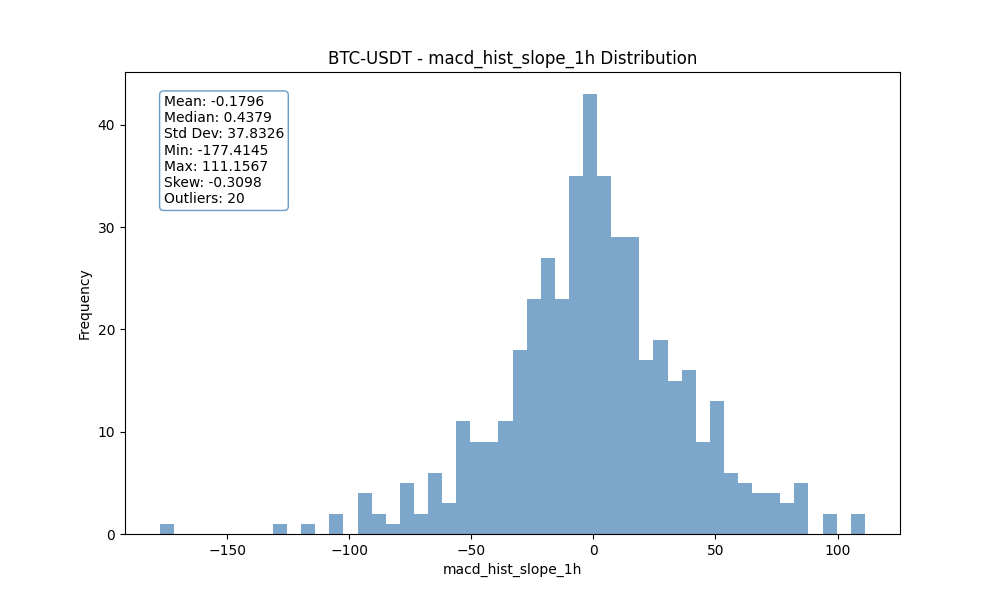 BTC-USDT - macd_hist_slope_1h Distribution
Mean: -0.1796
Median: 0.4379
Std Dev: 37.8326
Min: -177.4145
Max: 111.1567
Skew: -0.3098
Outliers: 20
Frequency
40
30
20
10
0
−150
−100
−50
0
50
100
macd_hist_slope_1h